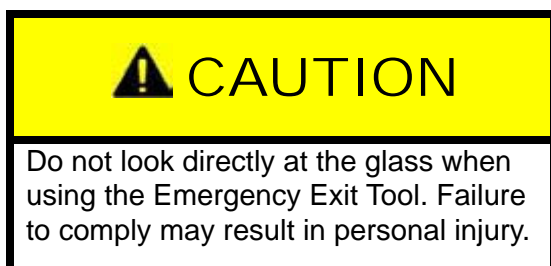 CAUTION
Do not look directly at the glass when
using the Emergency Exit Tool. Failure
to comply may result in personal injury.